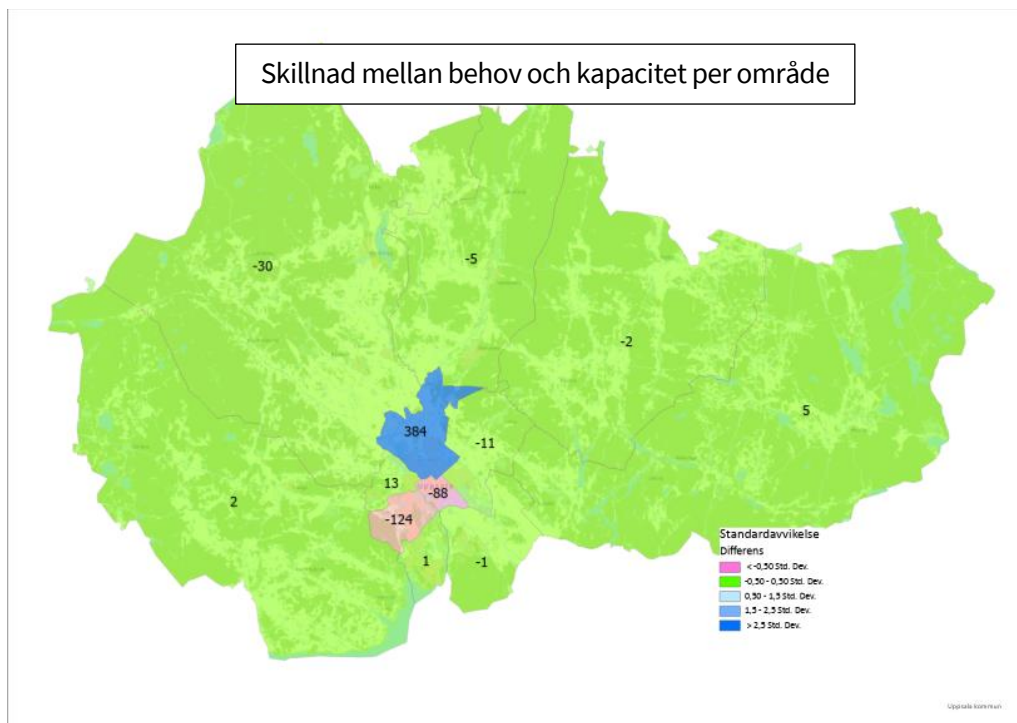 Skillnad mellan behov och kapacitet per område
-30
-5
-2
5
384
-11
13
-88
2
-124
1
-1
Standardavvikelse
Differens
< -0,50 Std. Dev.
-0,50 - 0,50 Std. Dev.
0,50 - 1,5 Std. Dev.
1,5 - 2,5 Std. Dev.
> 2,5 Std. Dev.
Uppsala kommun